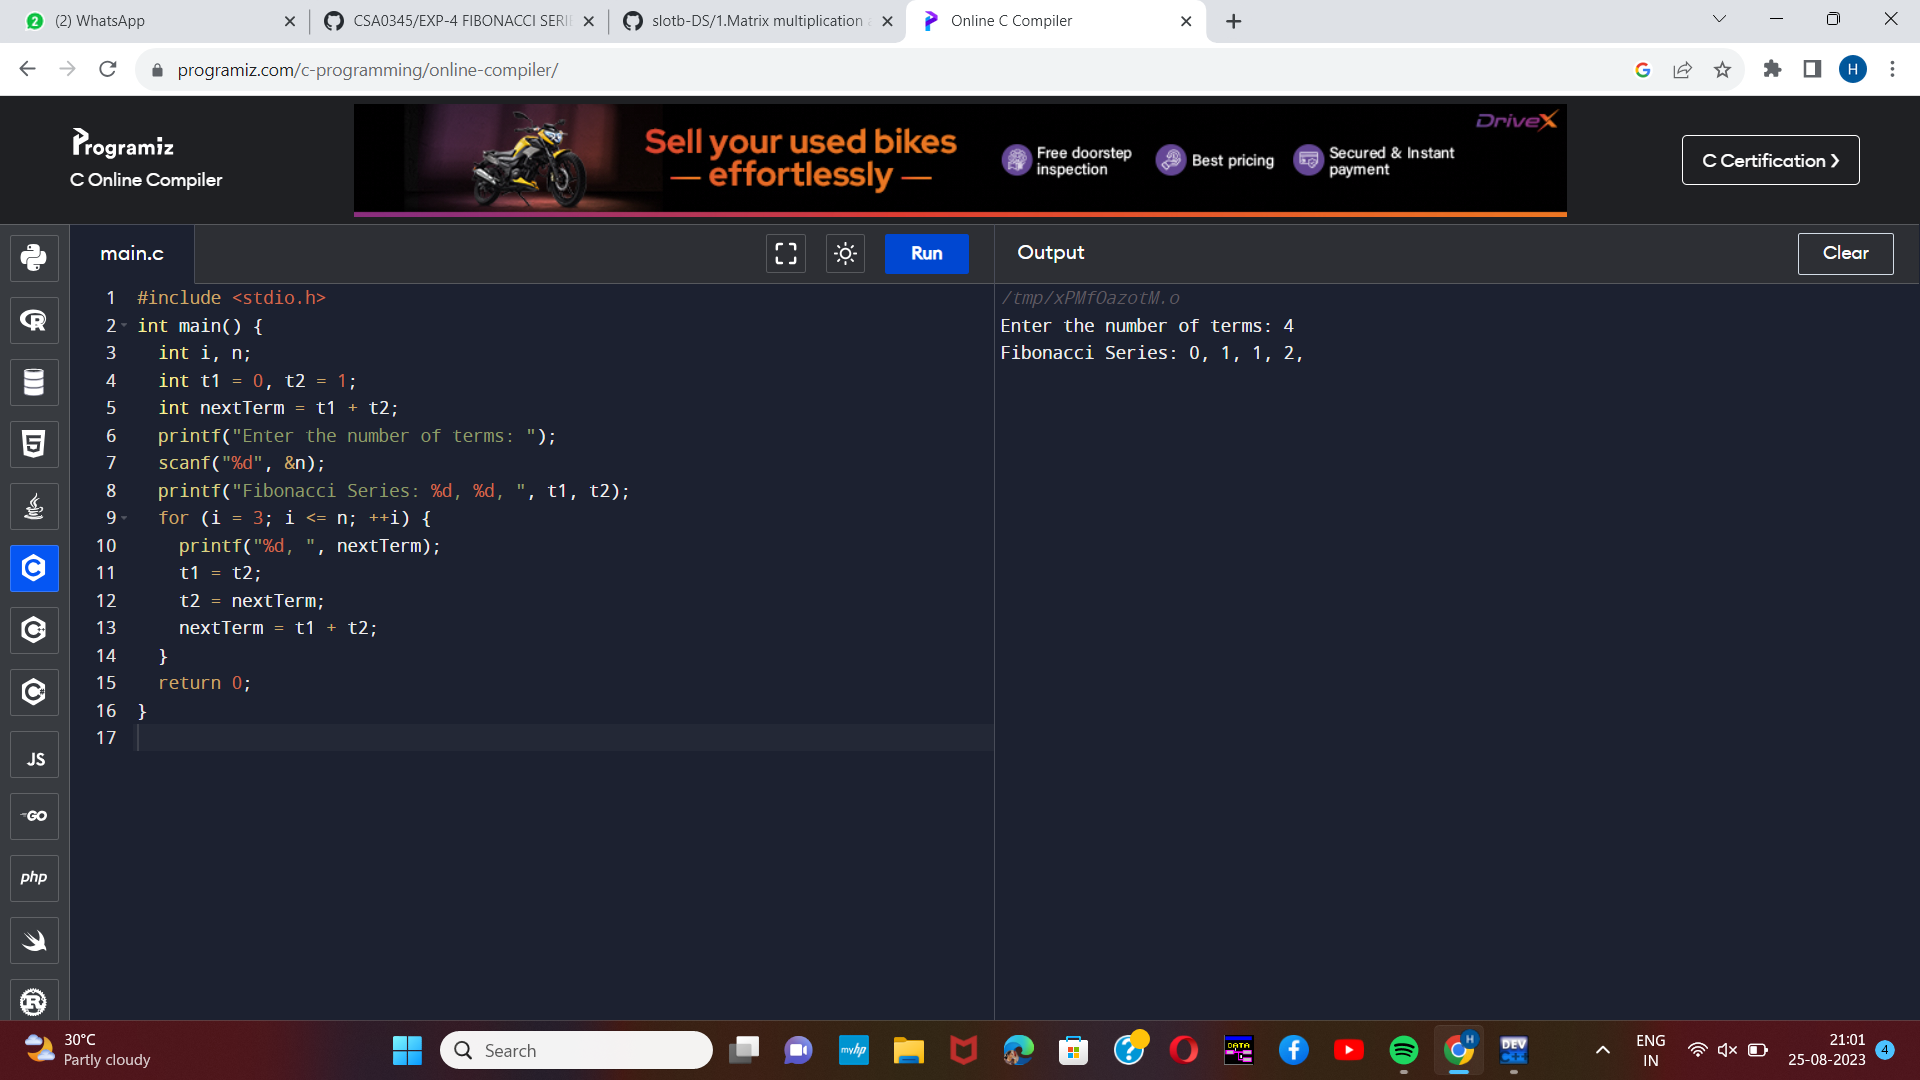 (2) WhatsApp
CSA0345/EXP-4 FIBONACCI SERI
slotb-DS/1.Matrix multiplication
Online C Compiler
programiz.com/c-programming/online-compiler/
H
Programiz
C Online Compiler
Sell your used bikes
— effortlessly —
Free doorstep
inspection
Best pricing
Secured & Instant
payment
DriveX
C Certification ❯
main.c
Run
Output
Clear
1 #include <stdio.h>
2 int main() {
3   int i, n;
4   int t1 = 0, t2 = 1;
5   int nextTerm = t1 + t2;
6   printf("Enter the number of terms: ");
7   scanf("%d", &n);
8   printf("Fibonacci Series: %d, %d, ", t1, t2);
9   for (i = 3; i <= n; ++i) {
10     printf("%d, ", nextTerm);
11     t1 = t2;
12     t2 = nextTerm;
13     nextTerm = t1 + t2;
14   }
15   return 0;
16 }
17
/tmp/xPMfOazotM.o
Enter the number of terms: 4
Fibonacci Series: 0, 1, 1, 2,
JS
GO
php
30°C
Partly cloudy
Search
myhp
DATA
H
DEV
C++
ENG
IN
21:01
25-08-2023
4